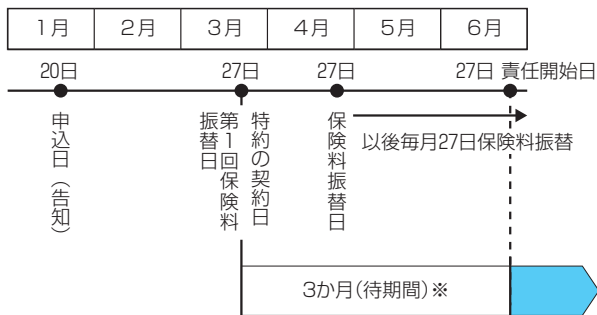 1月 2月 3月 4月 5月 6月
20日 27日 27日 27日 責任開始日
申込日（告知）
第1回保険料
振替日
特約の契約日
保険料振替日
以後毎月27日保険料振替
3か月(待期間)※